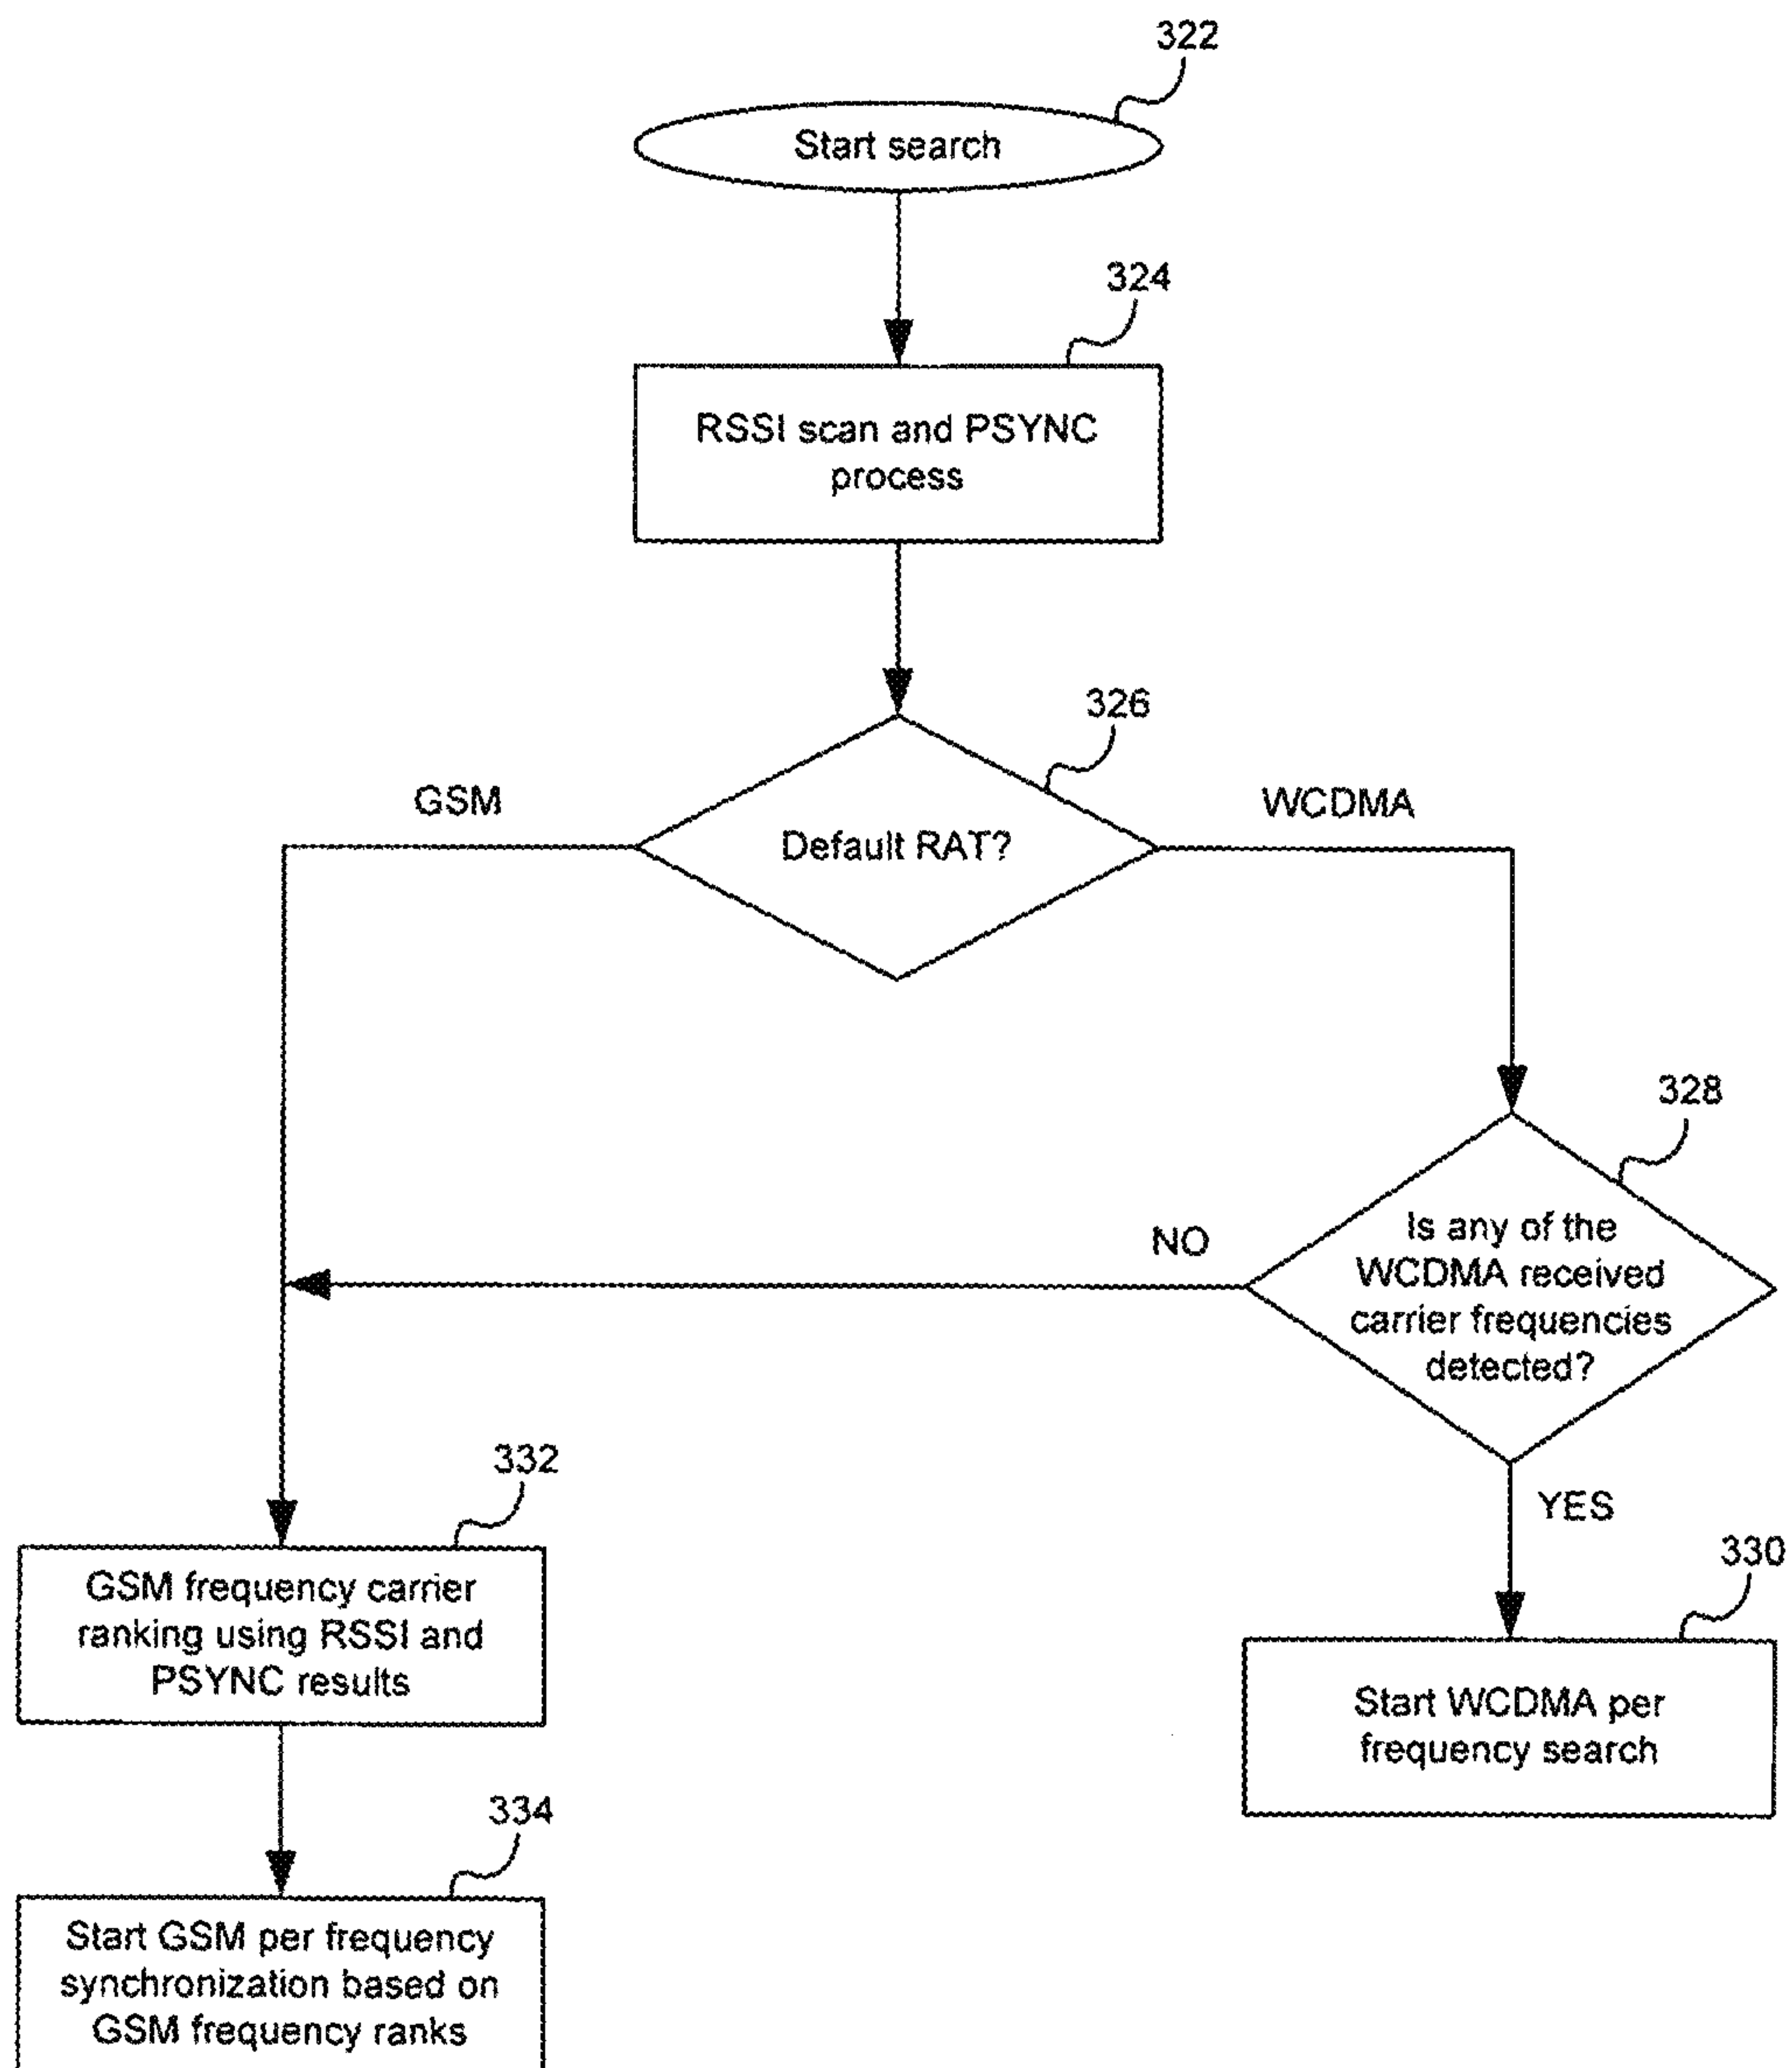 322
Start search
324
RSSI scan and PSYNC
process
326
GSM
WCDMA
Default RAT?
328
NO
Is any of the
WCDMA received
carrier frequencies
detected?
YES
332
330
GSM frequency carrier
ranking using RSSI and
PSYNC results
Start WCDMA per
frequency search
334
Start GSM per frequency
synchronization based on
GSM frequency ranks